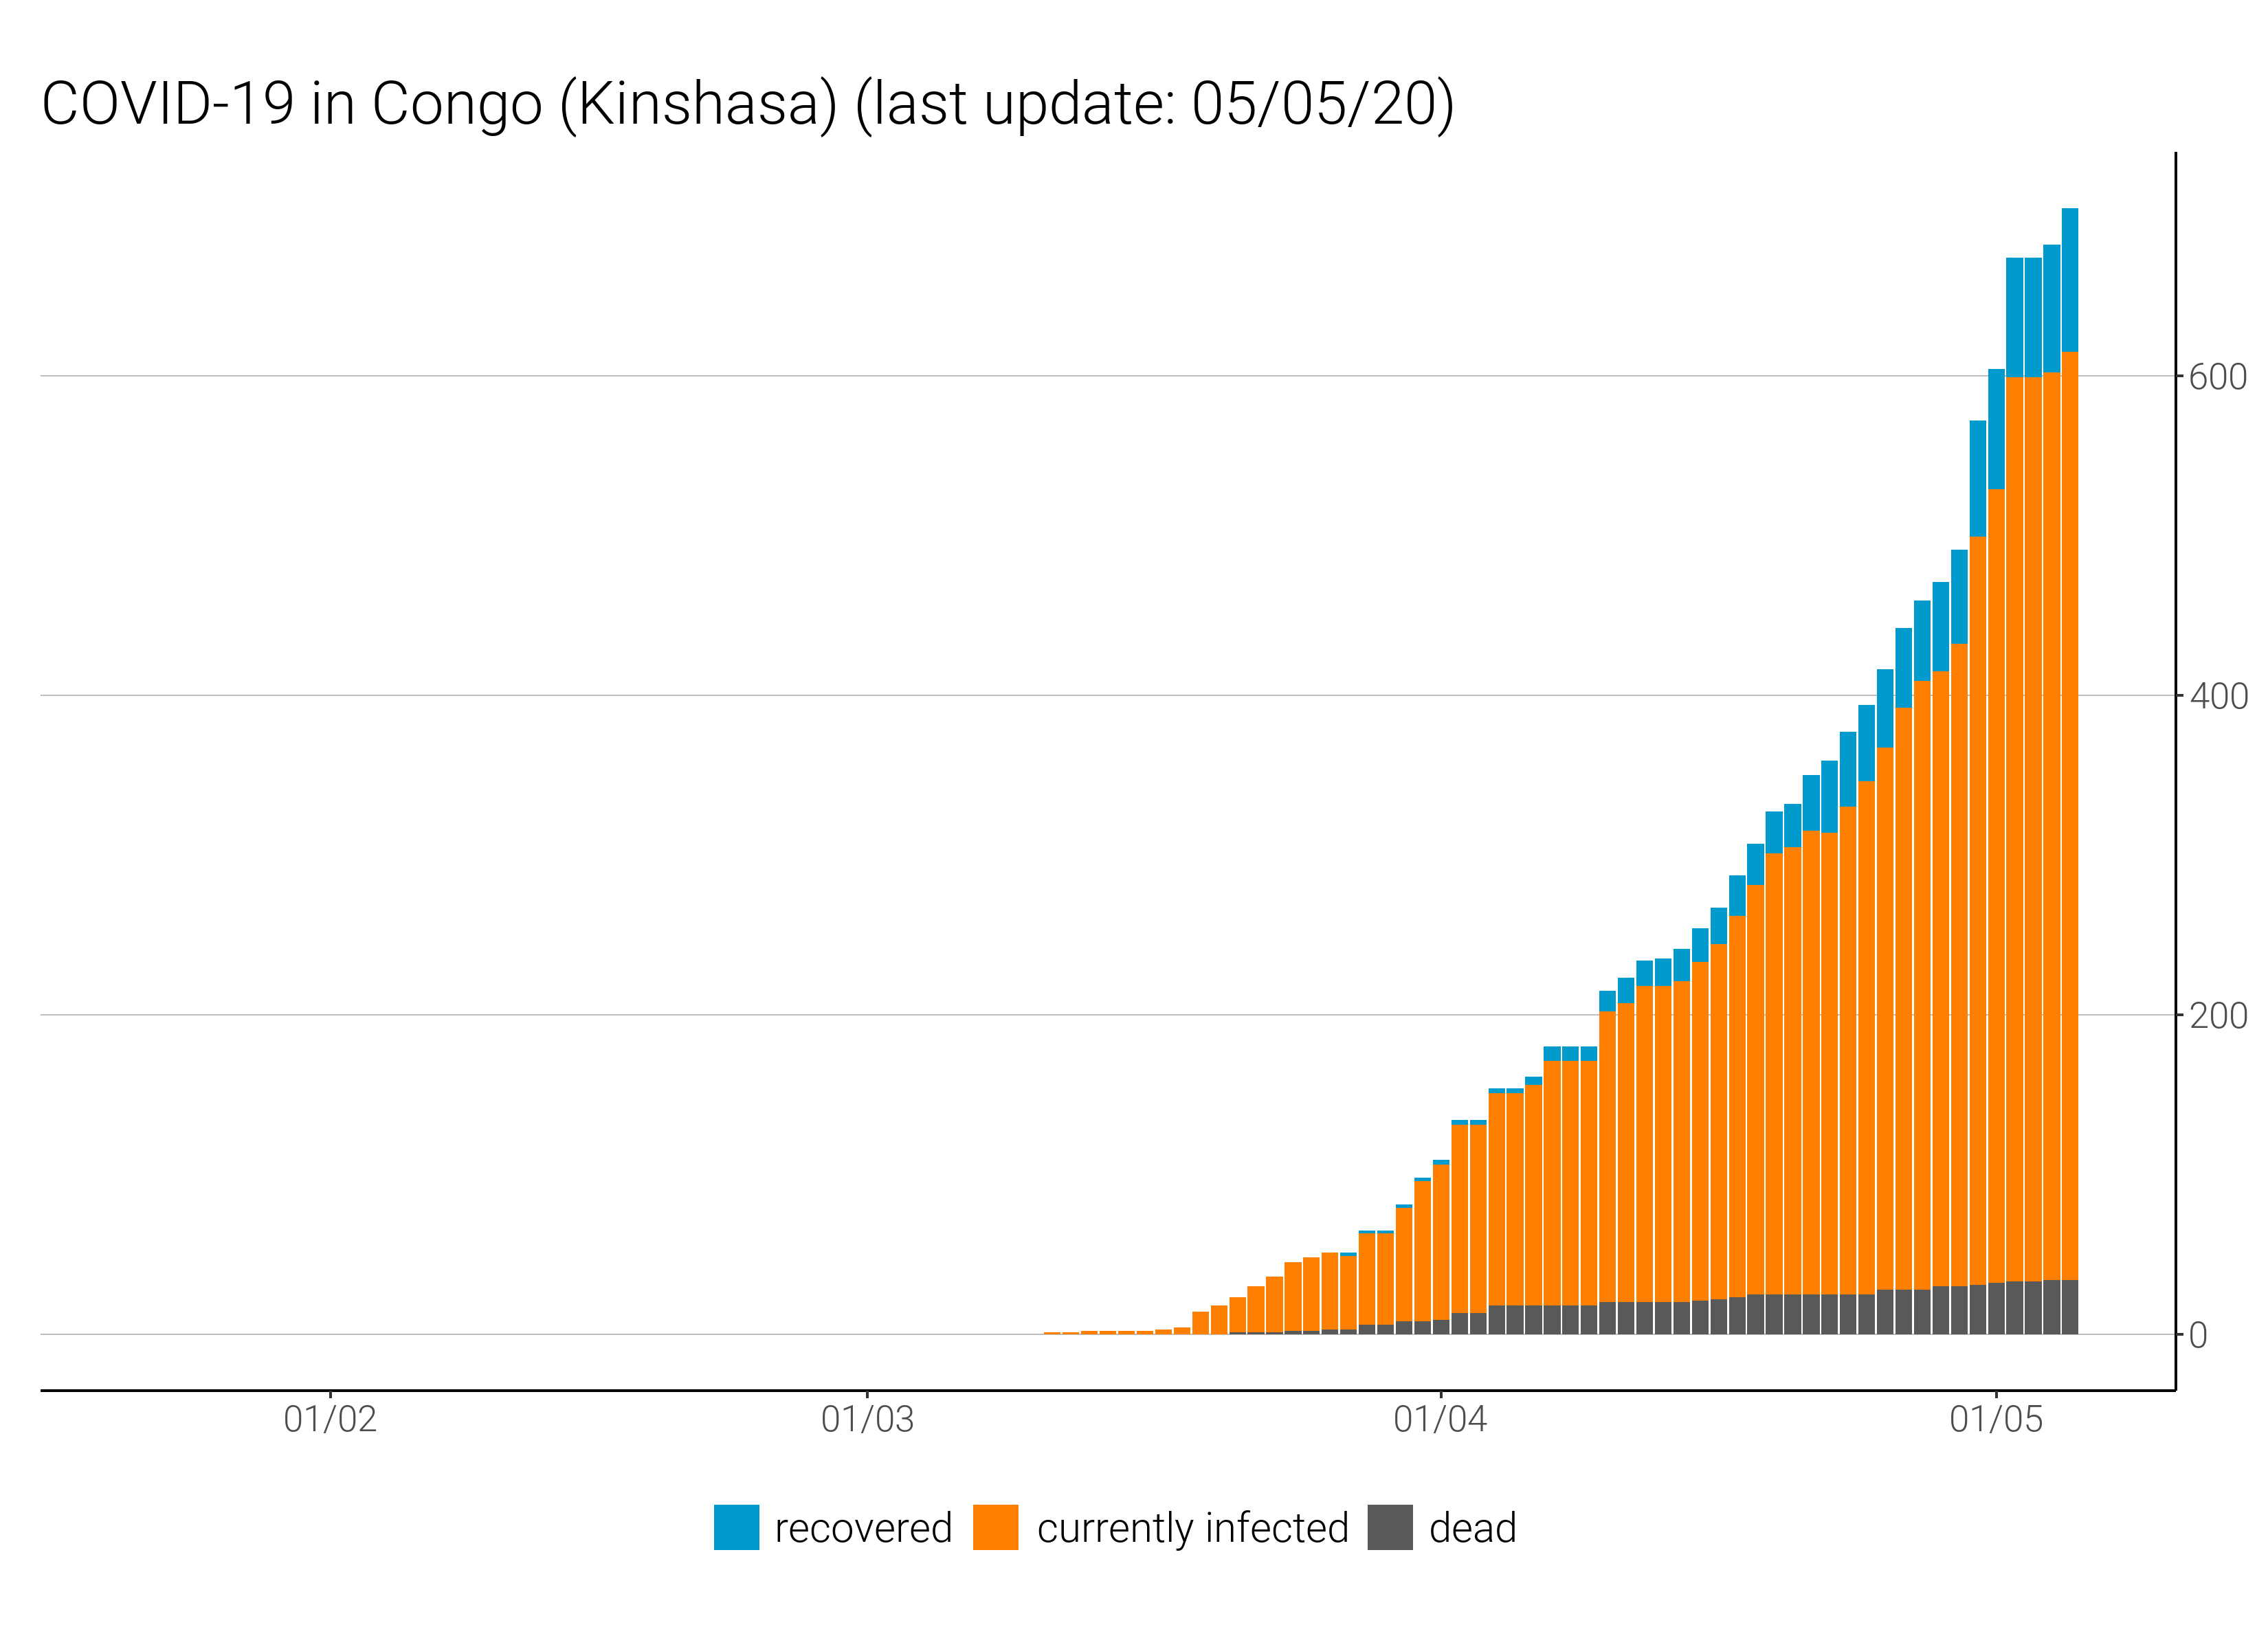 COVID-19 in Congo (Kinshasa) (last update: 05/05/20)
600
400
200
0
01/02 01/03 01/04 01/05
recovered currently infected dead